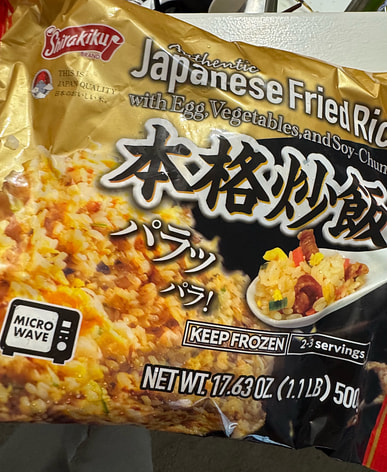 Shirakiku
BRAND
THIS IS
JAPAN QUALITY
Authentic
Japanese Fried Ric
with Egg, Vegetables, and Soy-Chun
本格炒飯
パラッ
パラ!
MICRO
WAVE
KEEP FROZEN
2-3 servings
NET WT. 17.63 OZ (1.1 LB) 500